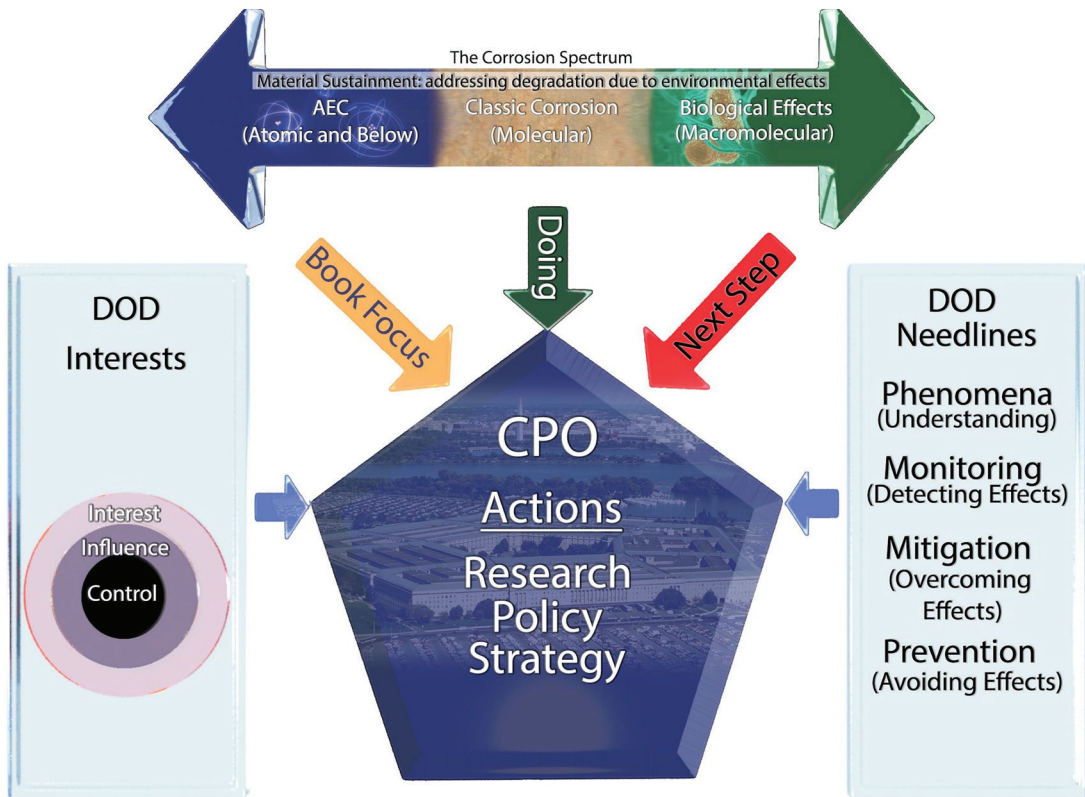 The Corrosion Spectrum
Material Sustainment: addressing degradation due to environmental effects
AEC
(Atomic and Below)
Classic Corrosion
(Molecular)
Biological Effects
(Macromolecular)
Book Focus
Doing
Next Step
DOD
Interests
Interest
Influence
Control
CPO
Actions
Research
Policy
Strategy
DOD
Needlines
Phenomena
(Understanding)
Monitoring
(Detecting Effects)
Mitigation
(Overcoming
Effects)
Prevention
(Avoiding Effects)